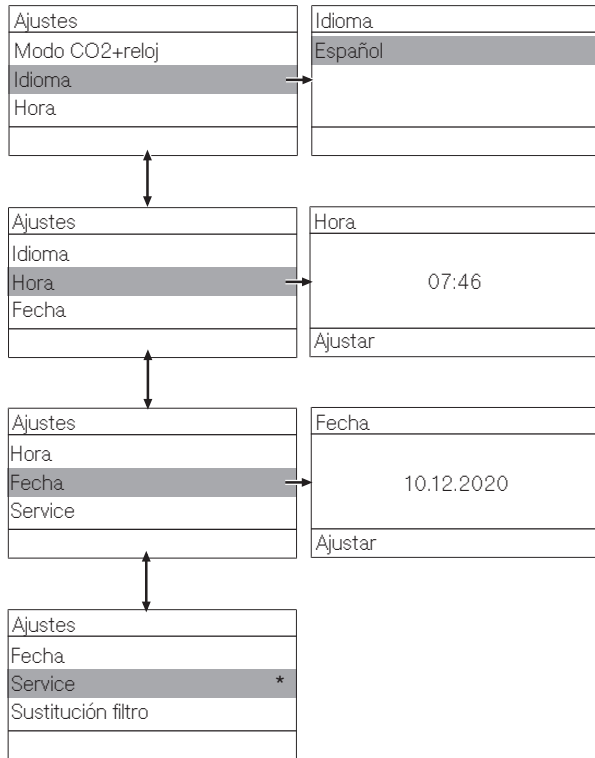 Ajustes
Modo CO2+reloj
Idioma
Hora
Idioma
Español
Ajustes
Idioma
Hora
Fecha
Hora
07:46
Ajustar
Ajustes
Hora
Fecha
Service
Fecha
10.12.2020
Ajustar
Ajustes
Fecha
Service *
Sustitución filtro